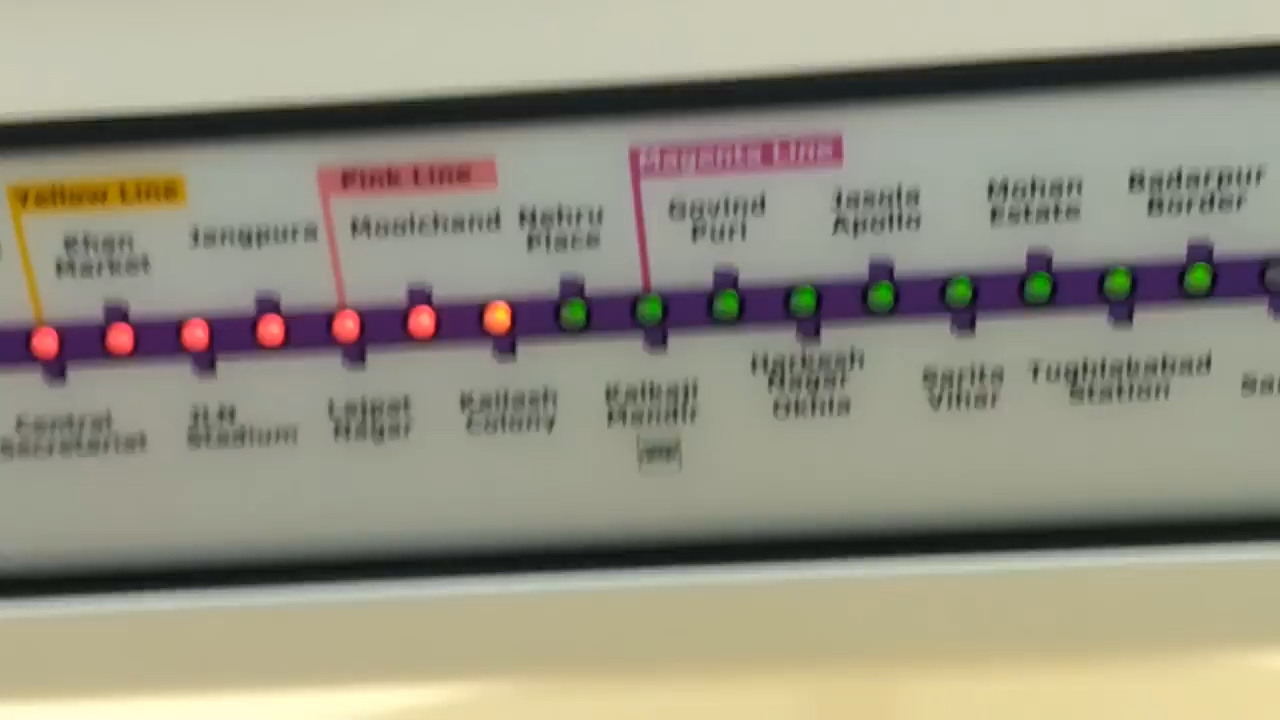 Yellow Line
Pink Line
Magenta Line
Khan
Market
Jangpura
Moolchand
Nehru
Place
Govind
Puri
Jasola
Apollo
Mohan
Estate
Badarpur
Border
Central
Secretariat
JLN
Stadium
Lajpat
Nagar
Kailash
Colony
Kalkaji
Mandir
Harkesh
Nagar
Okhla
Sarita
Vihar
Tughlakabad
Station